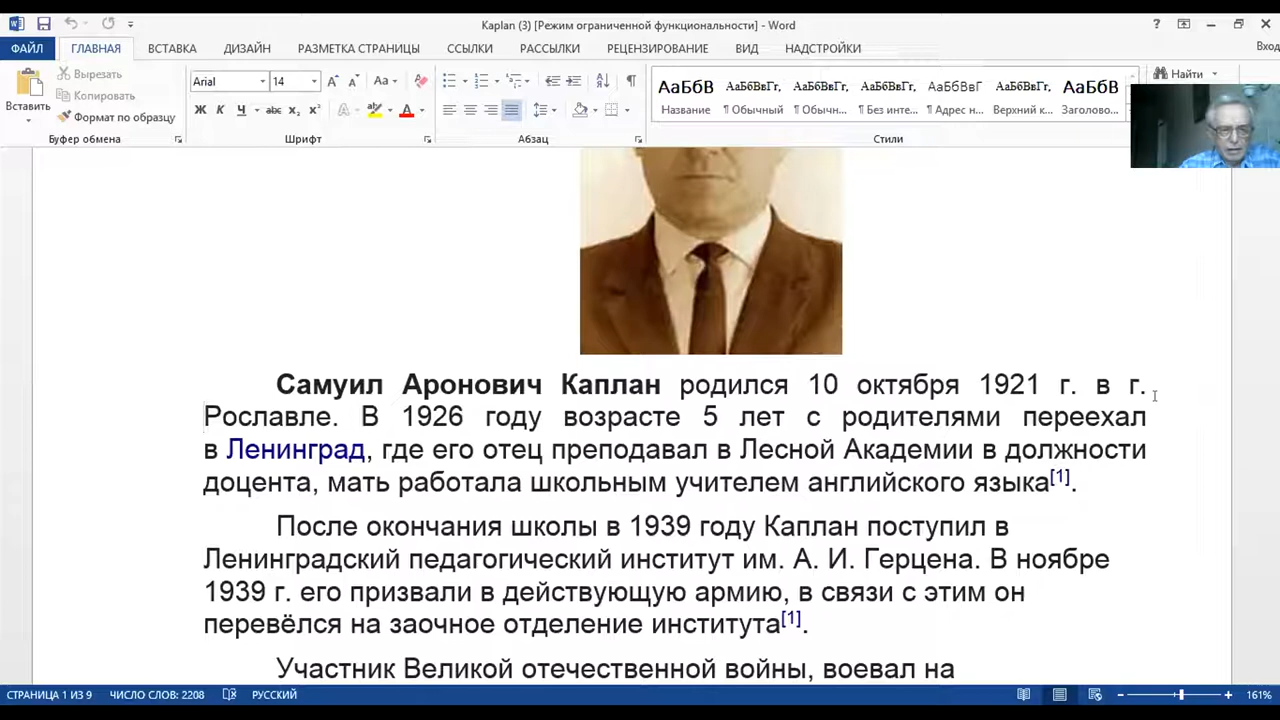 Kaplan (3) [Режим ограниченной функциональности] - Word
ФАЙЛ ГЛАВНАЯ ВСТАВКА ДИЗАЙН РАЗМЕТКА СТРАНИЦЫ ССЫЛКИ РАССЫЛКИ РЕЦЕНЗИРОВАНИЕ ВИД НАДСТРОЙКИ Вход
Вставить
Вырезать
Копировать
Формат по образцу
Буфер обмена
Arial 14
Ж К Ч abc x₂ x²
Шрифт
Абзац
АаБбВ АаБбВвГг, АаБбВвГг, АаБбВвГг, АаБбВвГ АаБбВвГг, АаБбВ
Название ¶ Обычный ¶ Обычн... ¶ Без инте... ¶ Адрес н... Верхний к... Заголово...
Стили
Найти
Самуил Аронович Каплан родился 10 октября 1921 г. в г.
Рославле. В 1926 году возрасте 5 лет с родителями переехал
в Ленинград, где его отец преподавал в Лесной Академии в должности
доцента, мать работала школьным учителем английского языка[1].
После окончания школы в 1939 году Каплан поступил в
Ленинградский педагогический институт им. А. И. Герцена. В ноябре
1939 г. его призвали в действующую армию, в связи с этим он
перевёлся на заочное отделение института[1].
Участник Великой отечественной войны, воевал на
СТРАНИЦА 1 ИЗ 9 ЧИСЛО СЛОВ: 2208 РУССКИЙ 161%